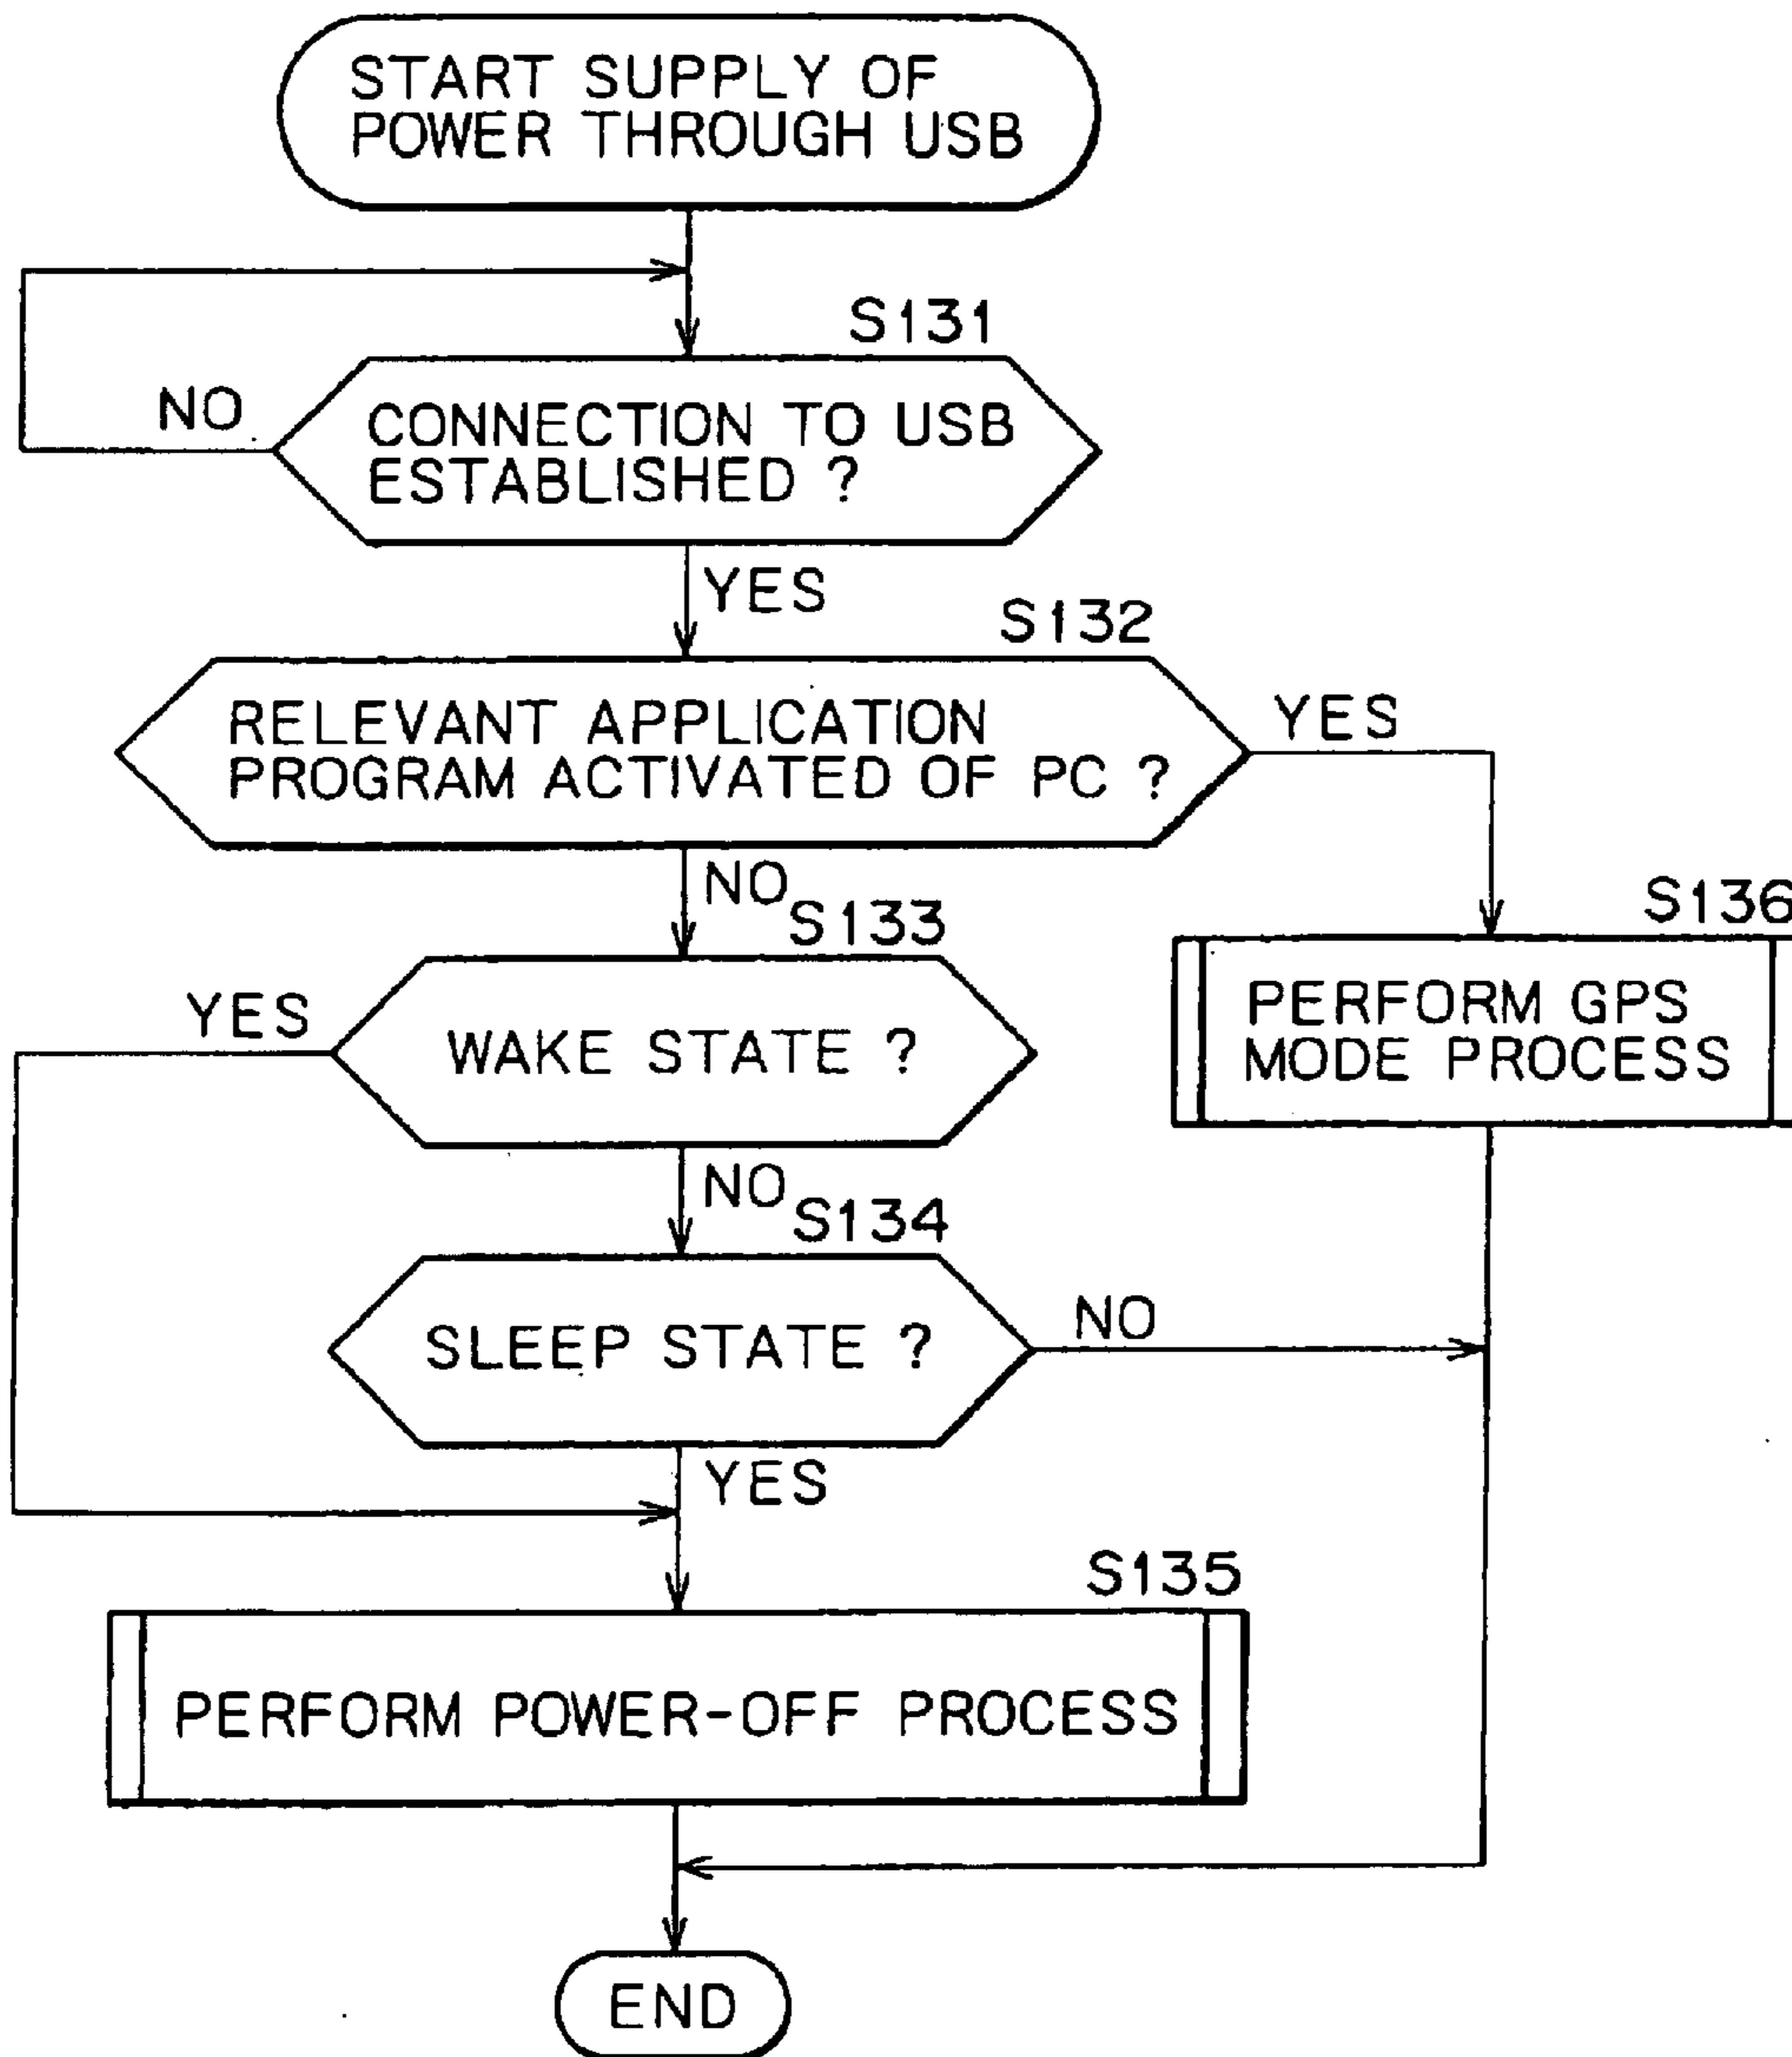 START SUPPLY OF
POWER THROUGH USB
S131
NO
CONNECTION TO USB
ESTABLISHED ?
YES
S132
RELEVANT APPLICATION
PROGRAM ACTIVATED OF PC ?
YES
NO
S133
S136
YES
WAKE STATE ?
PERFORM GPS
MODE PROCESS
NO
S134
SLEEP STATE ?
NO
YES
S135
PERFORM POWER-OFF PROCESS
END